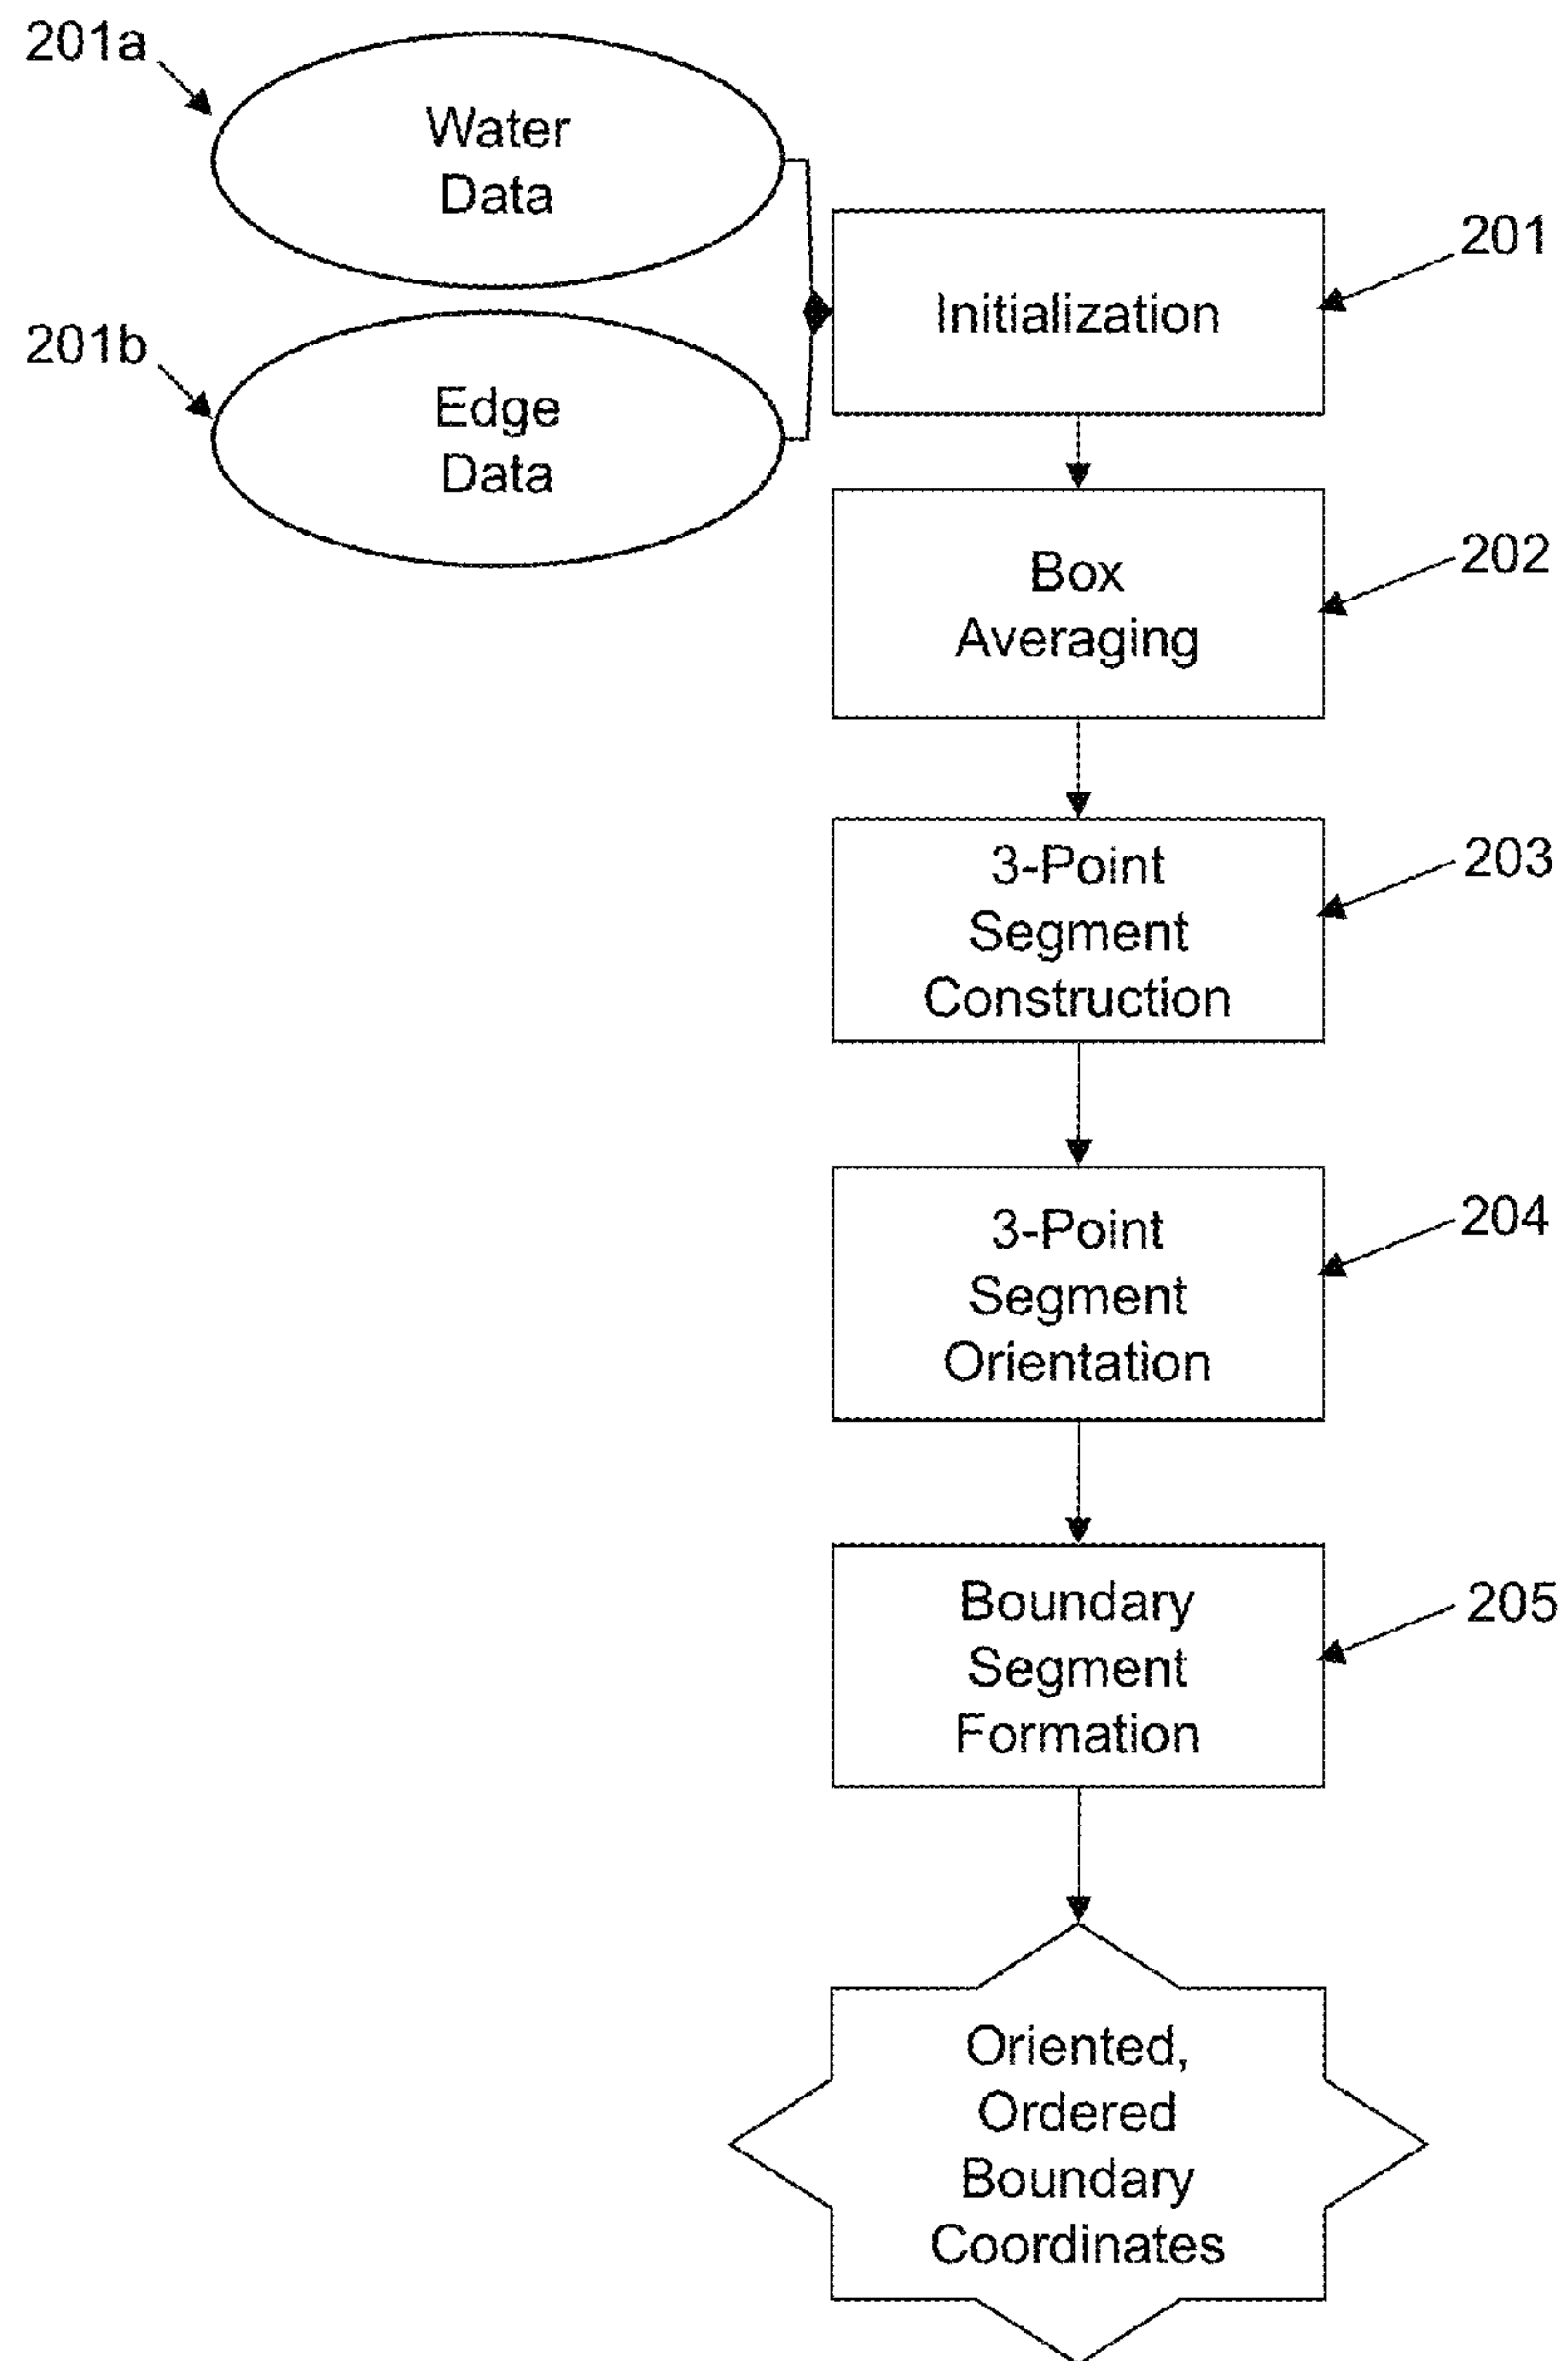 201a
Water
Data
201
Initialization
201b
Edge
Data
202
Box
Averaging
203
3-Point
Segment
Construction
204
3-Point
Segment
Orientation
205
Boundary
Segment
Formation
Oriented,
Ordered
Boundary
Coordinates